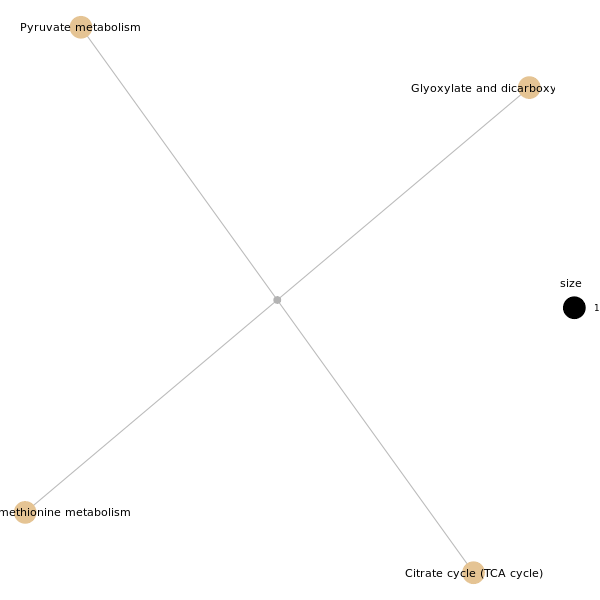 Pyruvate metabolism
Glyoxylate and dicarboxy
size
1
methionine metabolism
Citrate cycle (TCA cycle)